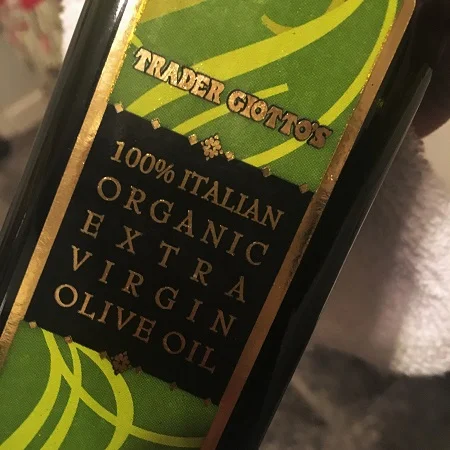 TRADER GIOTTO'S
100% ITALIAN
ORGANIC
EXTRA
VIRGIN
OLIVE OIL